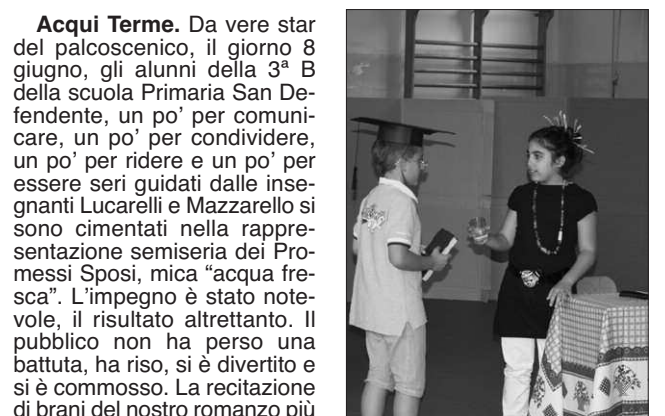 Acqui Terme. Da vere star
del palcoscenico, il giorno 8
giugno, gli alunni della 3ª B
della scuola Primaria San De-
fendente, un po’ per comuni-
care, un po’ per condividere,
un po’ per ridere e un po’ per
essere seri guidati dalle inse-
gnanti Lucarelli e Mazzarello si
sono cimentati nella rappre-
sentazione semiseria dei Pro-
messi Sposi, mica “acqua fre-
sca”. L’impegno è stato note-
vole, il risultato altrettanto. Il
pubblico non ha perso una
battuta, ha riso, si è divertito e
si è commosso. La recitazione
di brani del nostro romanzo più